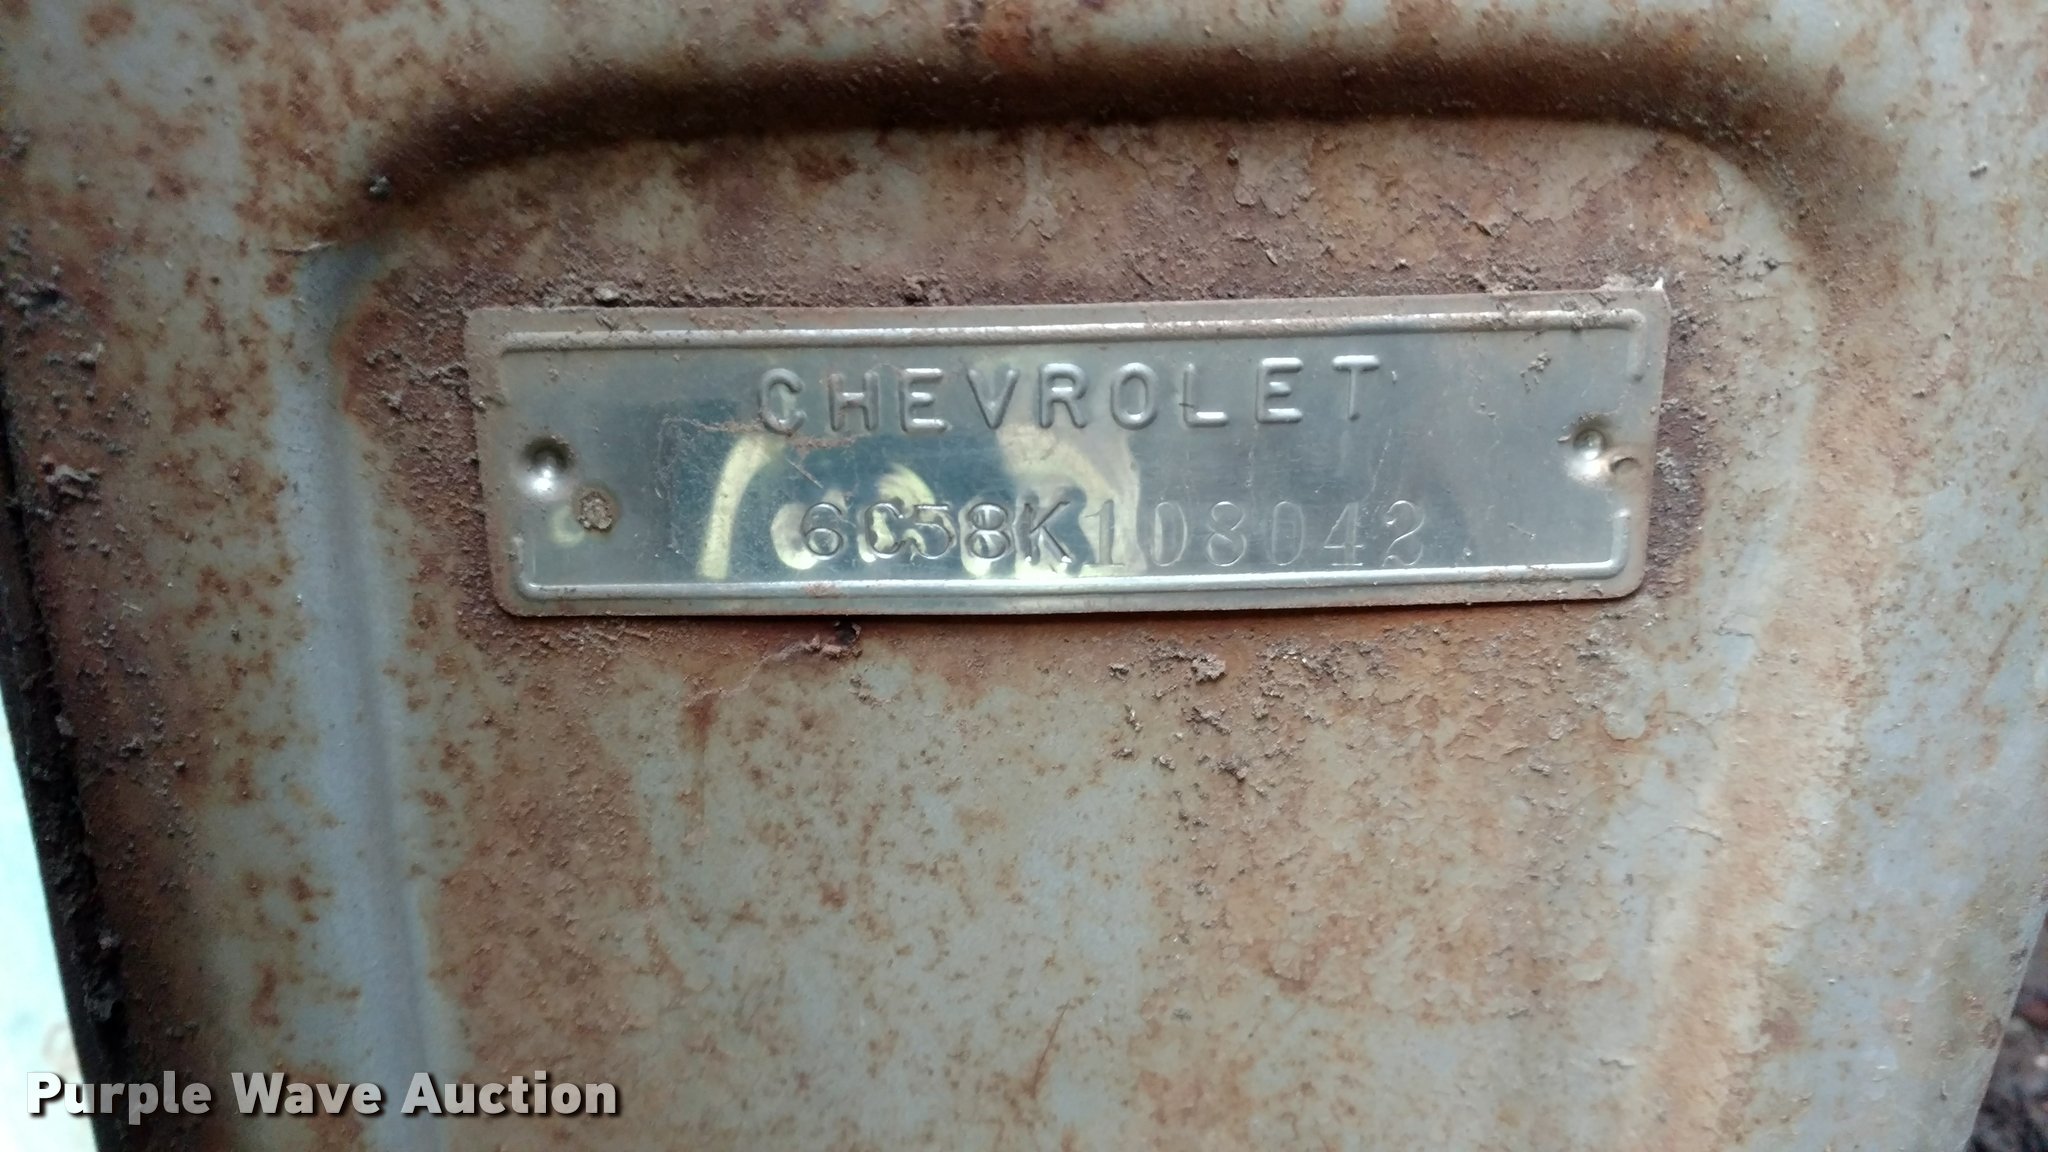 CHEVROLET
6C58K108042
Purple Wave Auction